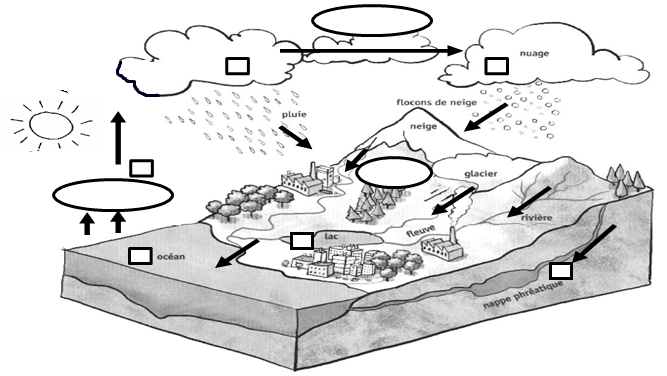 nuage
flocons de neige
pluie
neige
glacier
rivière
fleuve
lac
océan
nappe phréatique